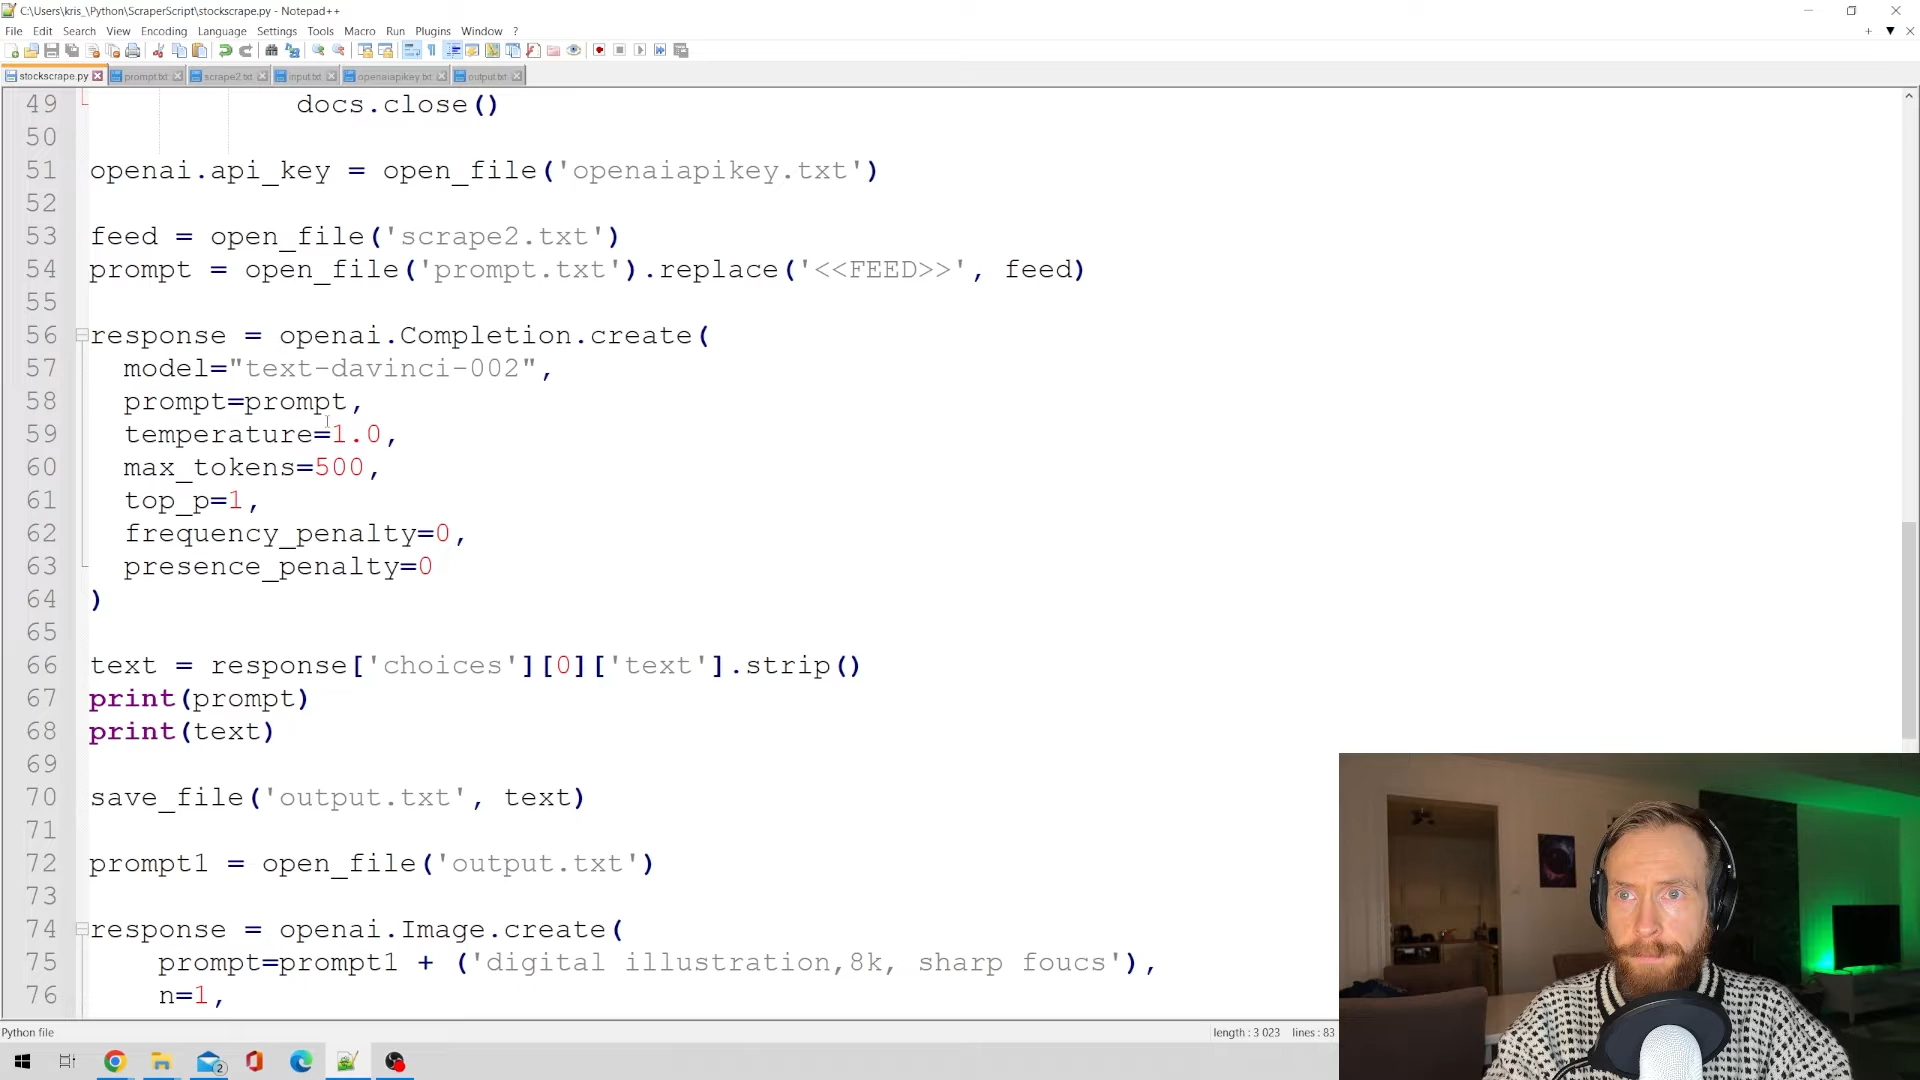 C:\Users\kris_\Python\ScraperScript\stockscrape.py - Notepad++
File Edit Search View Encoding Language Settings Tools Macro Run Plugins Window ?
stockscrape.py prompt.txt scrape2.txt input.txt openaiapikey.txt output.txt
49 docs.close()
50
51 openai.api_key = open_file('openaiapikey.txt')
52
53 feed = open_file('scrape2.txt')
54 prompt = open_file('prompt.txt').replace('<<FEED>>', feed)
55
56 response = openai.Completion.create(
57 model="text-davinci-002",
58 prompt=prompt,
59 temperature=1.0,
60 max_tokens=500,
61 top_p=1,
62 frequency_penalty=0,
63 presence_penalty=0
64 )
65
66 text = response['choices'][0]['text'].strip()
67 print(prompt)
68 print(text)
69
70 save_file('output.txt', text)
71
72 prompt1 = open_file('output.txt')
73
74 response = openai.Image.create(
75 prompt=prompt1 + ('digital illustration,8k, sharp foucs'),
76 n=1,
Python file length : 3 023 lines : 83
2